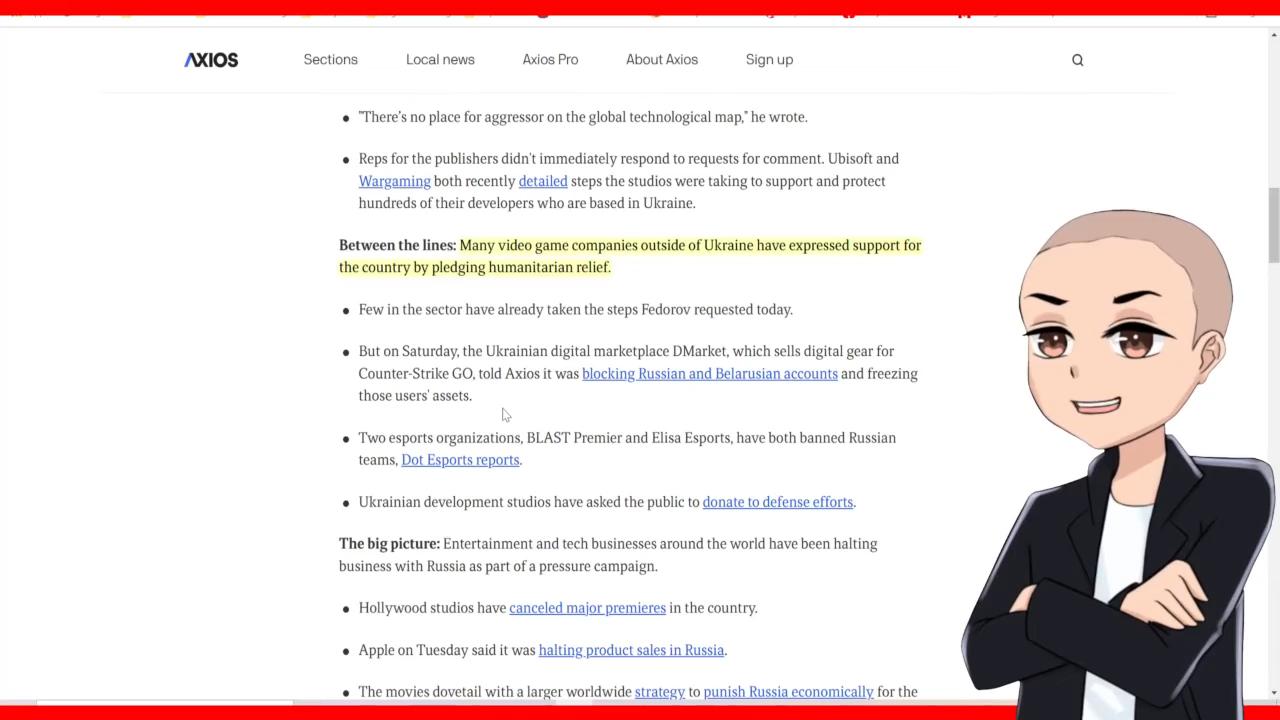 AXIOS Sections Local news Axios Pro About Axios Sign up
"There's no place for aggressor on the global technological map," he wrote.
Reps for the publishers didn't immediately respond to requests for comment. Ubisoft and
Wargaming both recently detailed steps the studios were taking to support and protect
hundreds of their developers who are based in Ukraine.
Between the lines: Many video game companies outside of Ukraine have expressed support for
the country by pledging humanitarian relief.
Few in the sector have already taken the steps Fedorov requested today.
But on Saturday, the Ukrainian digital marketplace DMarket, which sells digital gear for
Counter-Strike GO, told Axios it was blocking Russian and Belarusian accounts and freezing
those users' assets.
Two esports organizations, BLAST Premier and Elisa Esports, have both banned Russian
teams, Dot Esports reports.
Ukrainian development studios have asked the public to donate to defense efforts.
The big picture: Entertainment and tech businesses around the world have been halting
business with Russia as part of a pressure campaign.
Hollywood studios have canceled major premieres in the country.
Apple on Tuesday said it was halting product sales in Russia.
The movies dovetail with a larger worldwide strategy to punish Russia economically for the